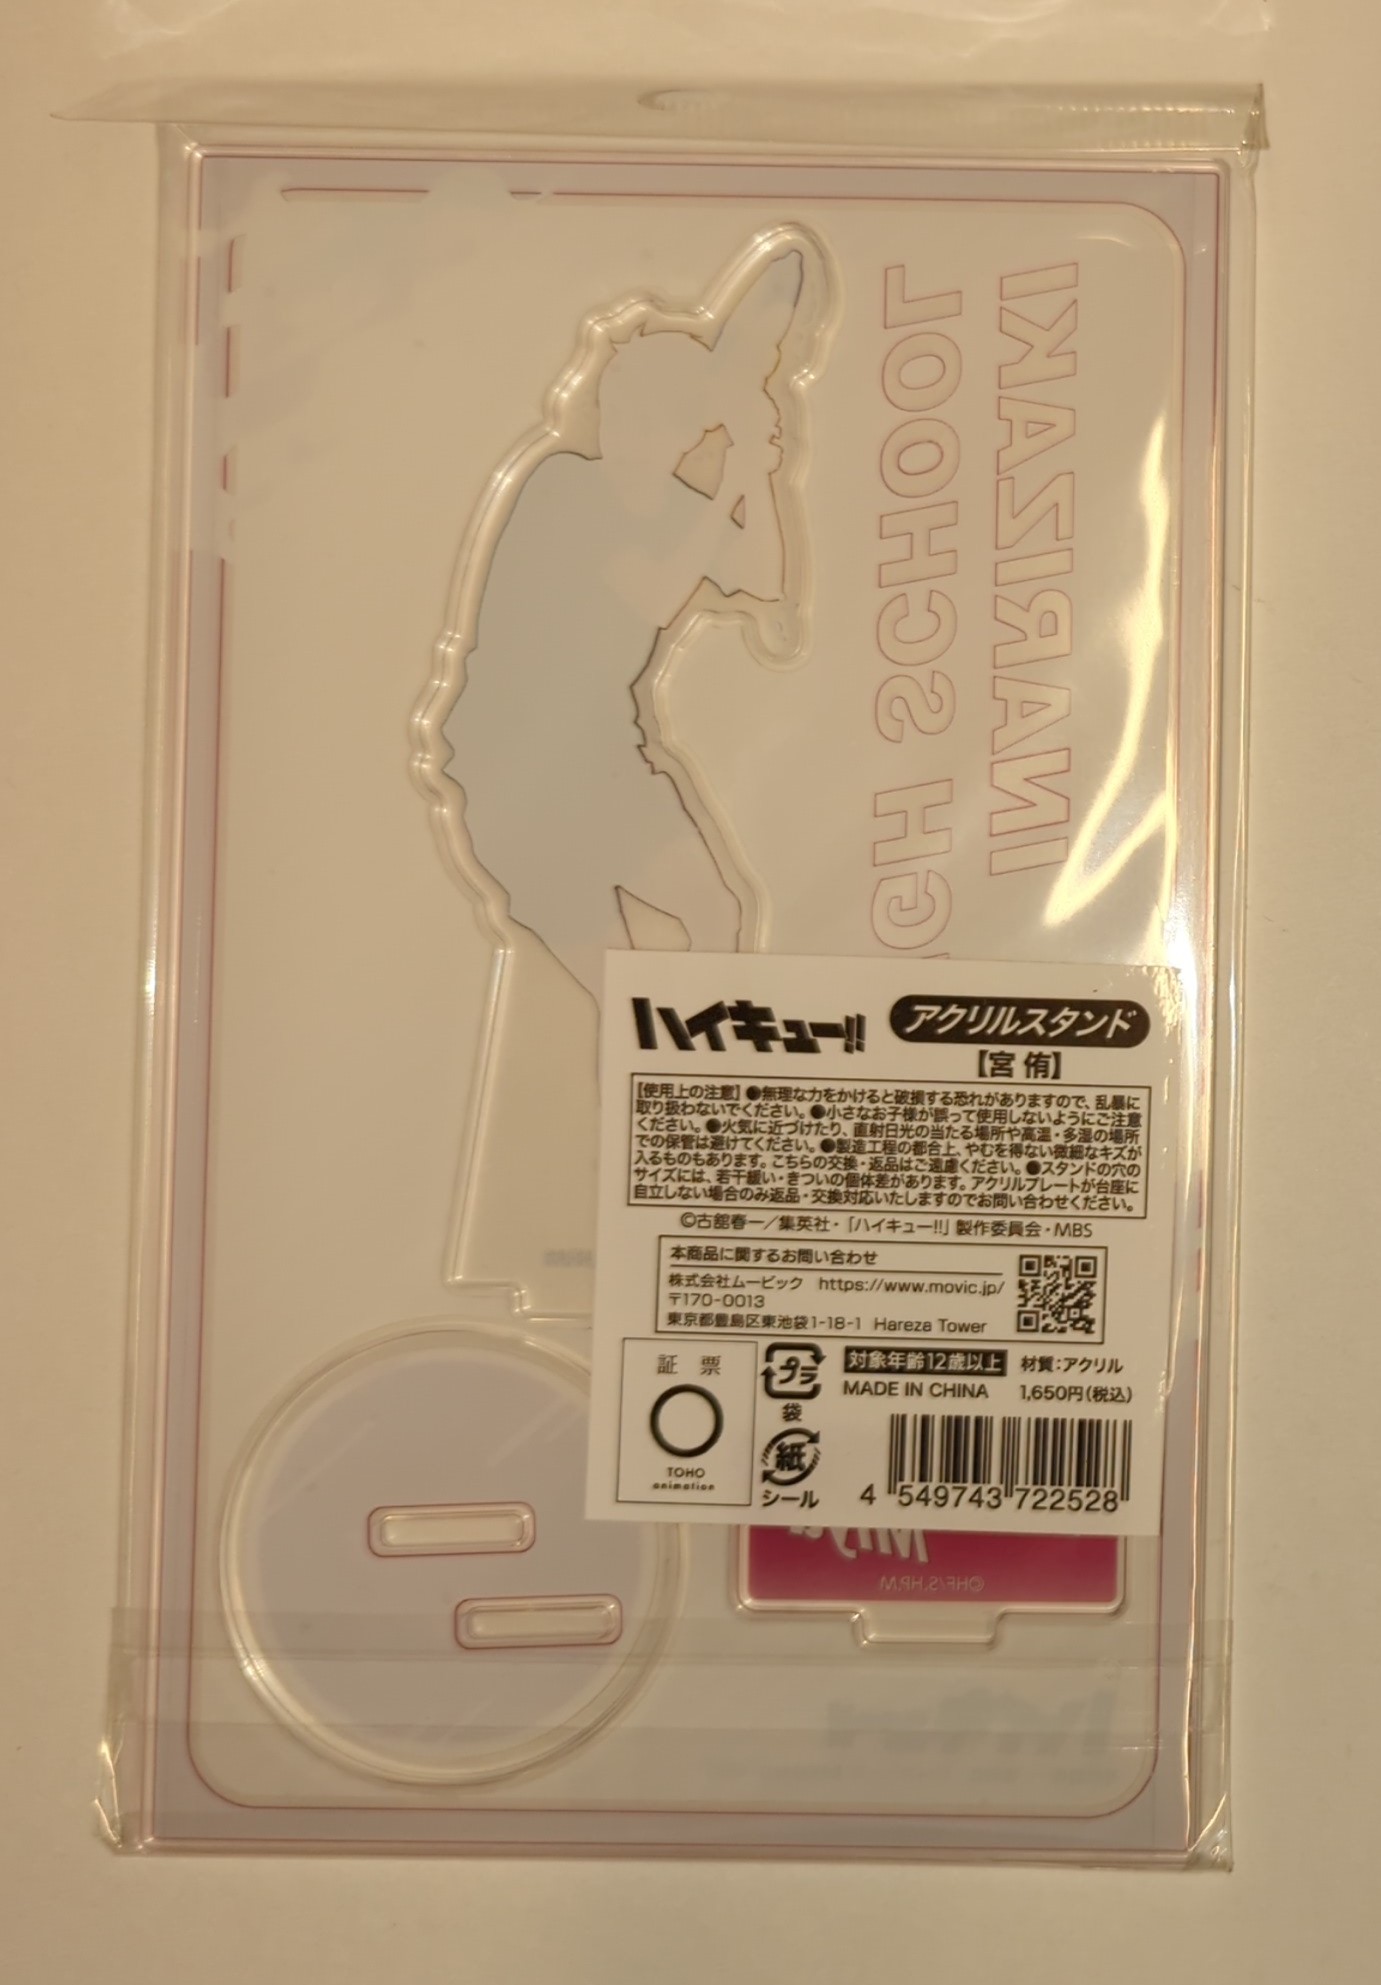 INARIZAKI
GH SCHOOL
ハイキュー!!
アクリルスタンド
【宮 侑】
【使用上の注意】●無理な力をかけると破損する恐れがありますので、乱暴に
取り扱わないでください。●小さなお子様が誤って使用しないようにご注意
ください。●火気に近づけたり、直射日光の当たる場所や高温・多湿の場所
での保管は避けてください。●製造工程の都合上、やむを得ない微細なキズが
入るものもあります。こちらの交換・返品はご遠慮ください。●スタンドの穴の
サイズには、若干緩い・きついの個体差があります。アクリルプレートが台座に
自立しない場合のみ返品・交換対応いたしますのでお問い合わせください。
©古舘春一／集英社・「ハイキュー!!」製作委員会・MBS
本商品に関するお問い合わせ
株式会社ムービック https://www.movic.jp/
〒170-0013
東京都豊島区東池袋1-18-1 Hareza Tower
証 票
TOHO
animation
プラ
袋
紙
シール
対象年齢12歳以上 材質：アクリル
MADE IN CHINA 1,650円（税込）
4 549743 722528
©HF/S.HP.M